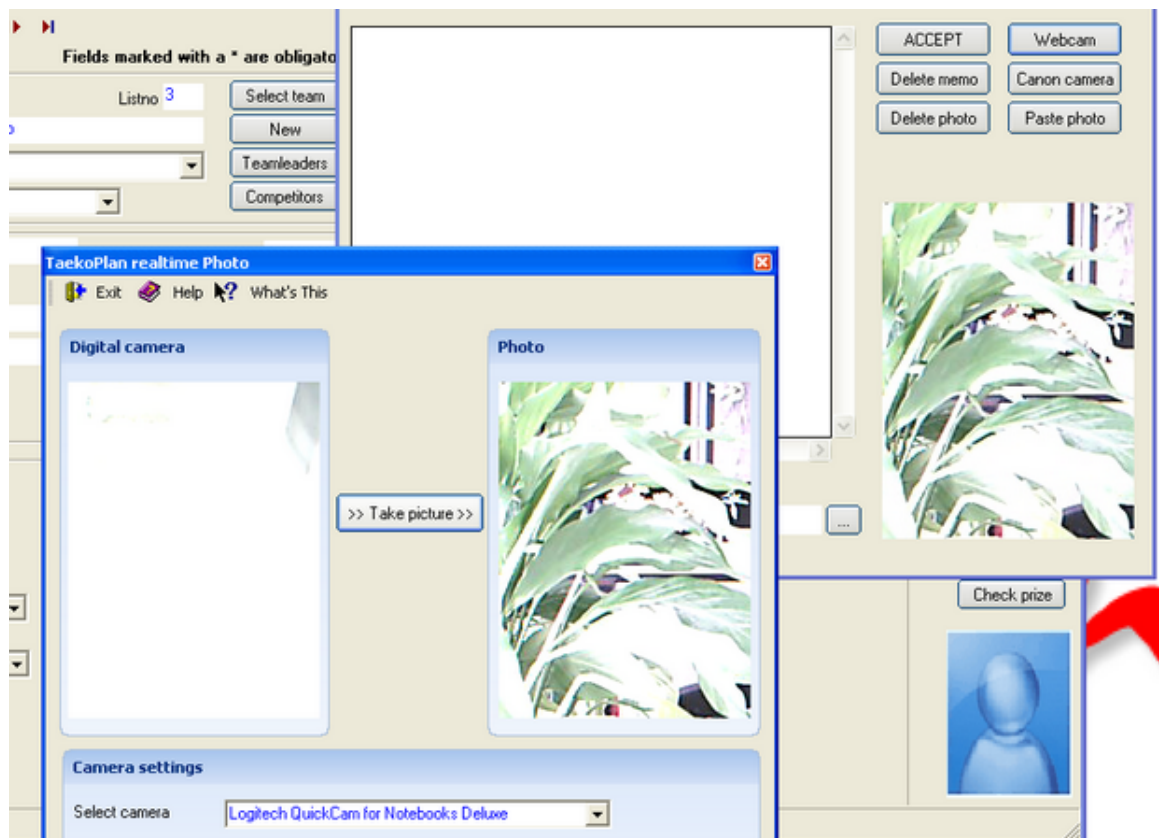 Fields marked with a * are obligato
Listno 3
Select team
New
Teamleaders
Competitors
ACCEPT
Webcam
Delete memo
Canon camera
Delete photo
Paste photo
...
TaekoPlan realtime Photo
Exit Help What's This
Digital camera
Photo
>> Take picture >>
Check prize
Camera settings
Select camera Logitech QuickCam for Notebooks Deluxe